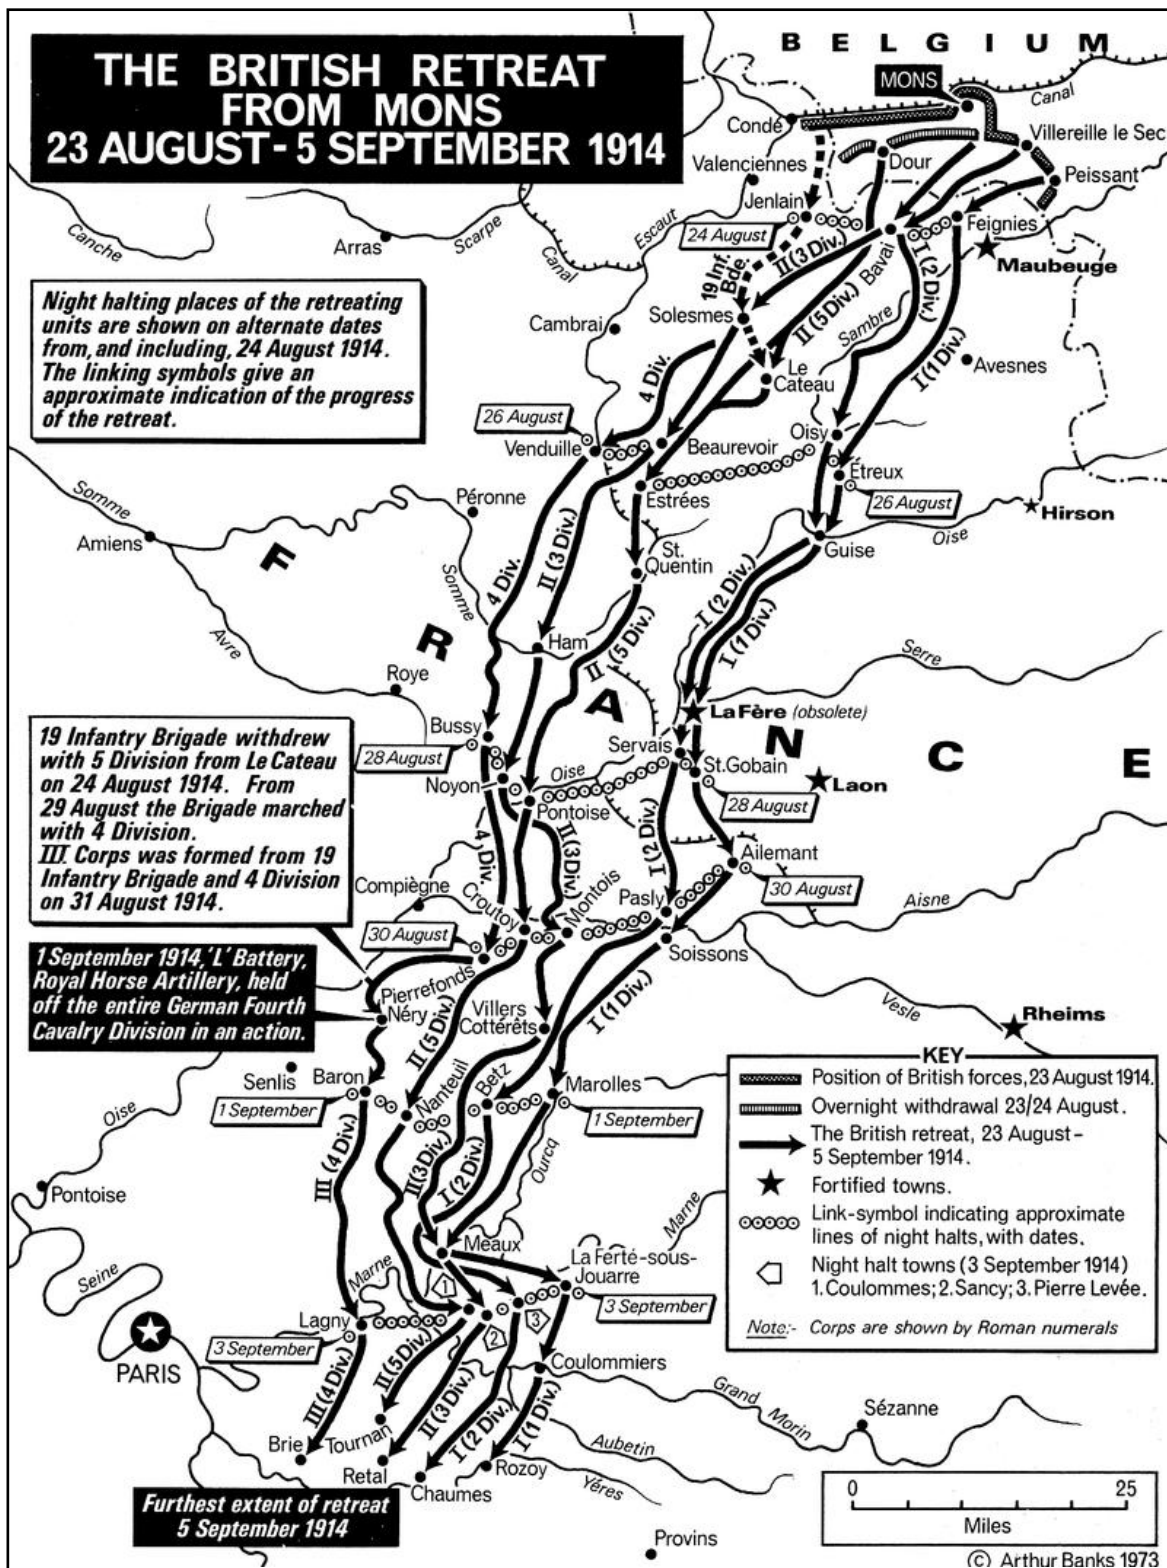 THE BRITISH RETREAT
FROM MONS
23 AUGUST - 5 SEPTEMBER 1914
BELGIUM
MONS
Canal
Condé
Villereille le Sec
Dour
Valenciennes
Peissant
Jenlain
Feignies
24 August
Escaut
Canche
Arras
Scarpe
Canal
19 Inf.
Bde.
II (3 Div.)
Bavai
I (2 Div.)
Maubeuge
Night halting places of the retreating
units are shown on alternate dates
from, and including, 24 August 1914.
The linking symbols give an
approximate indication of the progress
of the retreat.
Cambrai
Solesmes
II (5 Div.)
Sambre
I (1 Div.)
Avesnes
4 Div.
Le
Cateau
26 August
Venduille
Beaurevoir
Oisy
Étreux
Estrées
26 August
Somme
Péronne
Hirson
Amiens
Oise
Guise
FRANCE
4 Div.
II (3 Div.)
St.
Quentin
Somme
I (2 Div.)
I (1 Div.)
Avre
Ham
II (5 Div.)
Serre
Roye
La Fère (obsolete)
Bussy
Servais
St. Gobain
28 August
Laon
Noyon
Oise
Pontoise
28 August
19 Infantry Brigade withdrew
with 5 Division from Le Cateau
on 24 August 1914. From
29 August the Brigade marched
with 4 Division.
III Corps was formed from 19
Infantry Brigade and 4 Division
on 31 August 1914.
4 Div.
II (3 Div.)
I (2 Div.)
Ailemant
30 August
Compiègne
Croutoy
Montois
Pasly
Aisne
30 August
Soissons
1 September 1914, 'L' Battery,
Royal Horse Artillery, held
off the entire German Fourth
Cavalry Division in an action.
Pierrefonds
Néry
II (5 Div.)
Villers
Cottérêts
I (1 Div.)
Vesle
Rheims
Senlis
Baron
Nanteuil
Betz
Marolles
1 September
1 September
Oise
Ourcq
Pontoise
III (4 Div.)
II (3 Div.)
I (2 Div.)
Marne
KEY
Position of British forces, 23 August 1914.
Overnight withdrawal 23/24 August.
The British retreat, 23 August –
5 September 1914.
Fortified towns.
Link-symbol indicating approximate
lines of night halts, with dates.
Night halt towns (3 September 1914)
1. Coulommes; 2. Sancy; 3. Pierre Levée.
Note:- Corps are shown by Roman numerals
Seine
Marne
Meaux
La Ferté-sous-
Jouarre
1
2
3
3 September
Lagny
3 September
PARIS
Coulommiers
III (4 Div.)
II (5 Div.)
II (3 Div.)
I (2 Div.)
I (1 Div.)
Grand
Morin
Sézanne
Brie
Tournan
Retal
Chaumes
Rozoy
Aubetin
Yéres
Furthest extent of retreat
5 September 1914
Provins
0 25
Miles
© Arthur Banks 1973